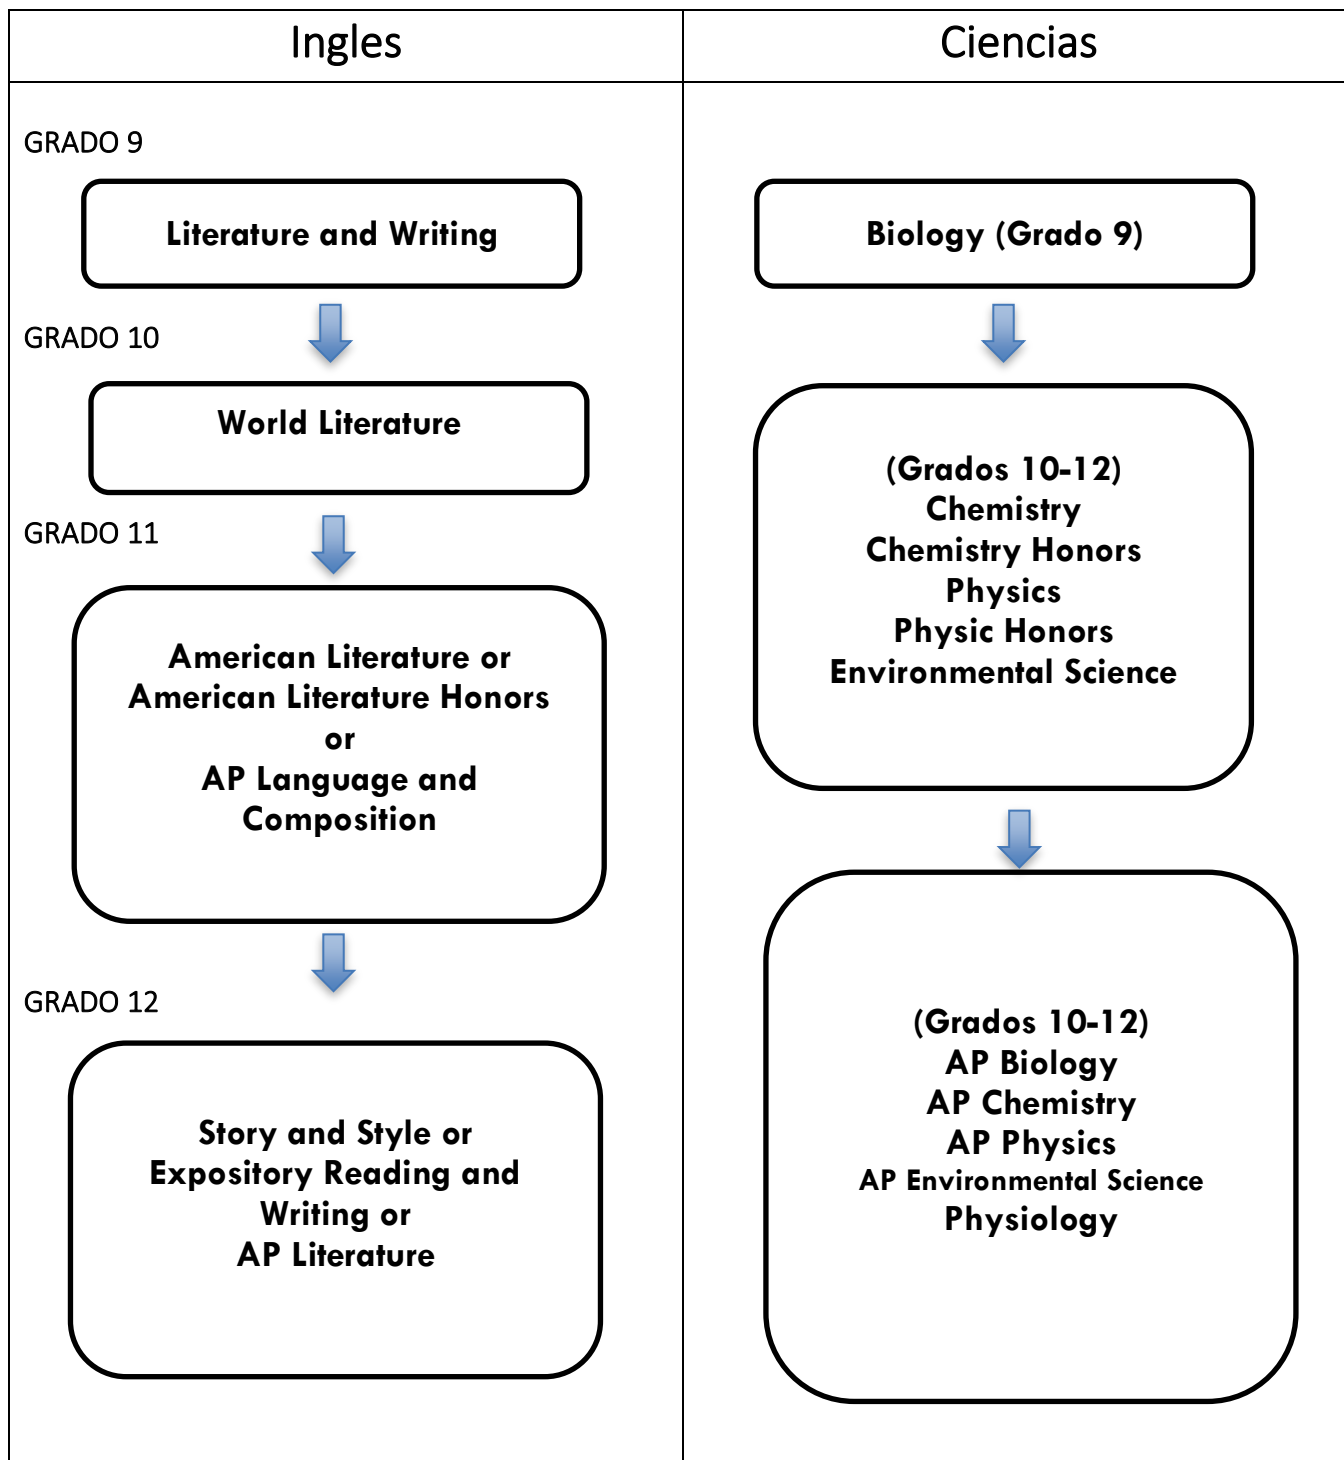 Ingles
GRADO 9
Literature and Writing
GRADO 10
World Literature
GRADO 11
American Literature or
American Literature Honors
or
AP Language and
Composition
GRADO 12
Story and Style or
Expository Reading and
Writing or
AP Literature
Ciencias
Biology (Grado 9)
(Grados 10-12)
Chemistry
Chemistry Honors
Physics
Physic Honors
Environmental Science
(Grados 10-12)
AP Biology
AP Chemistry
AP Physics
AP Environmental Science
Physiology